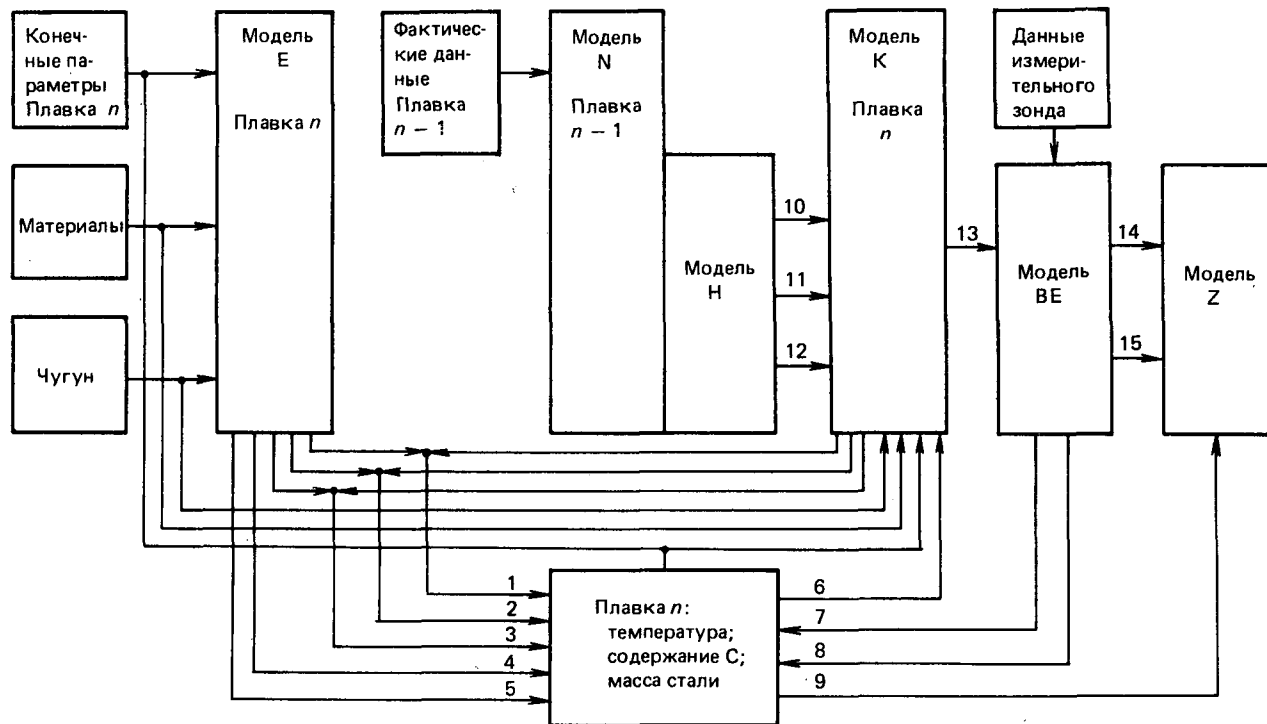 Конеч-
ные па-
раметры
Плавка n
Модель
E
Плавка n
Фактичес-
кие дан-
ные
Плавка
n – 1
Модель
N
Плавка
n – 1
Модель
K
Плавка
n
Данные
измери-
тельного
зонда
Материалы
Чугун
Модель
H
10
11
12
13
Модель
BE
14
15
Модель
Z
1
2
3
4
5
Плавка n:
температура;
содержание C;
масса стали
6
7
8
9